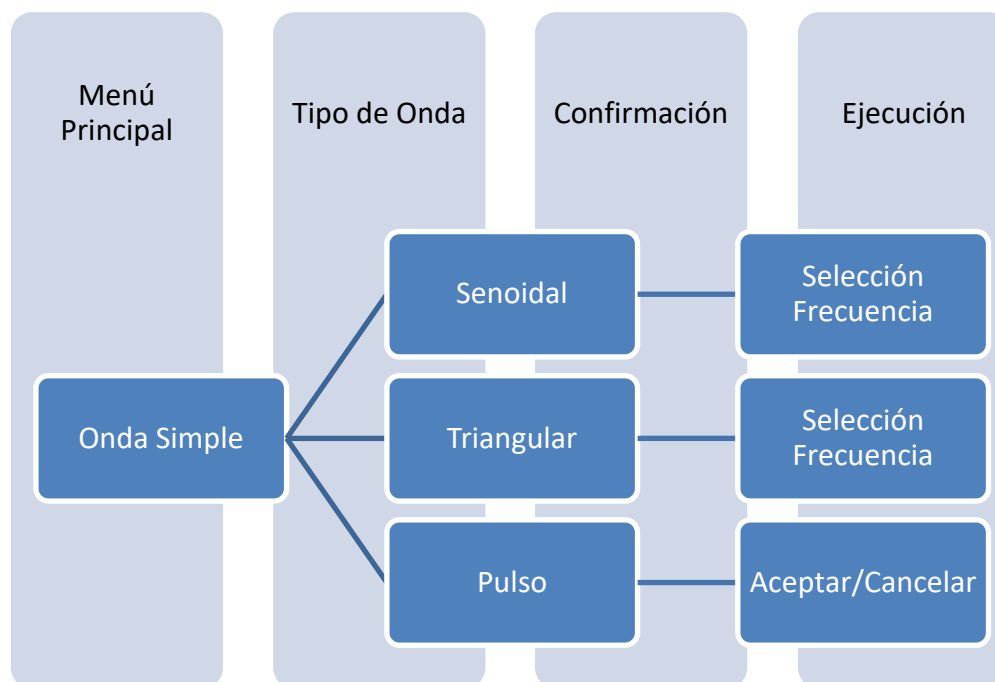 Menú
Principal
Tipo de Onda
Confirmación
Ejecución
Senoidal
Selección
Frecuencia
Onda Simple
Triangular
Selección
Frecuencia
Pulso
Aceptar/Cancelar